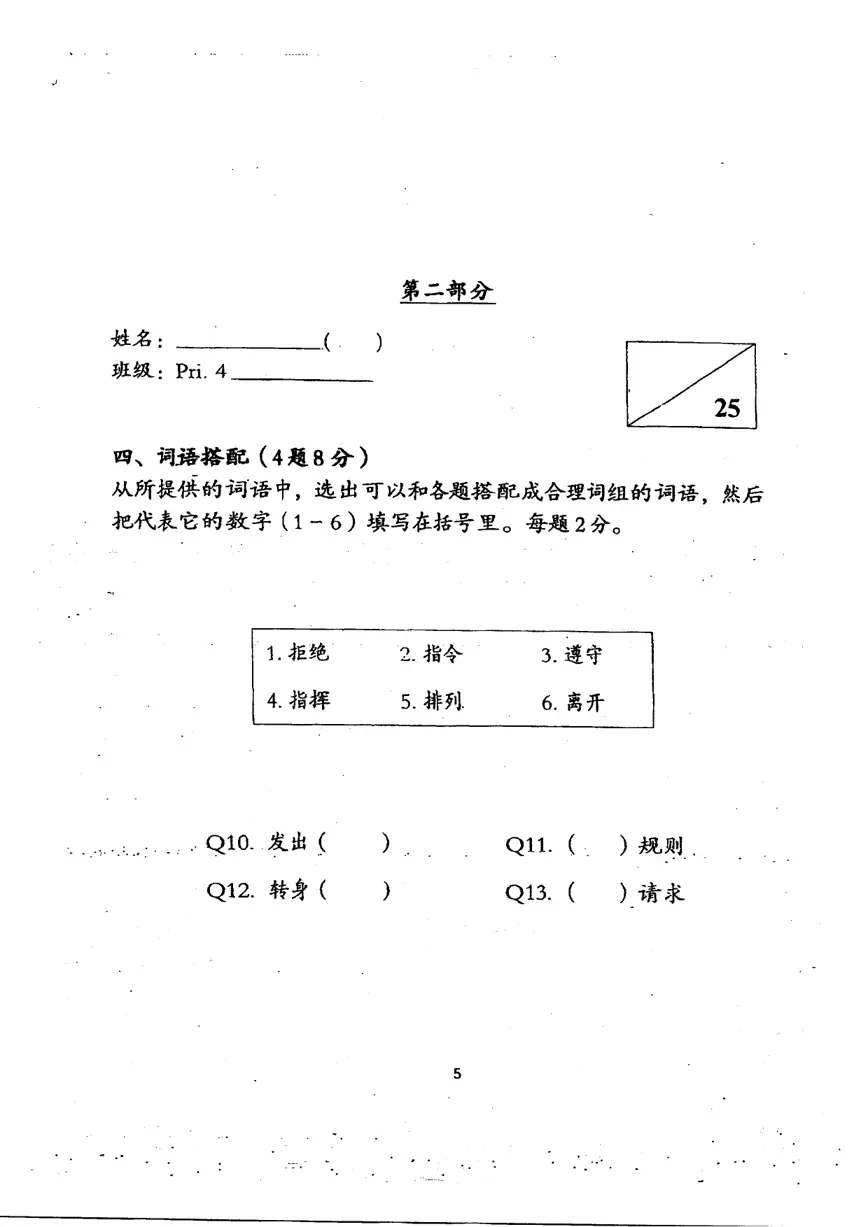 第二部分
姓名：____________(    )
班级：Pri. 4____________
25
四、词语搭配（4题8分）
从所提供的词语中，选出可以和各题搭配成合理词组的词语，然后
把代表它的数字（1－6）填写在括号里。每题2分。
1. 拒绝 2. 指令 3. 遵守
4. 指挥 5. 排列 6. 离开
Q10. 发出（    ） Q11.（    ）规则
Q12. 转身（    ） Q13.（    ）请求
5